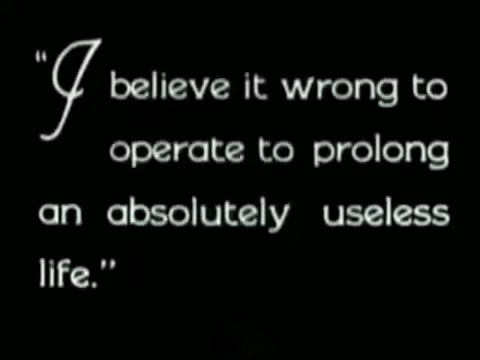 "I believe it wrong to
operate to prolong
an absolutely useless
life."